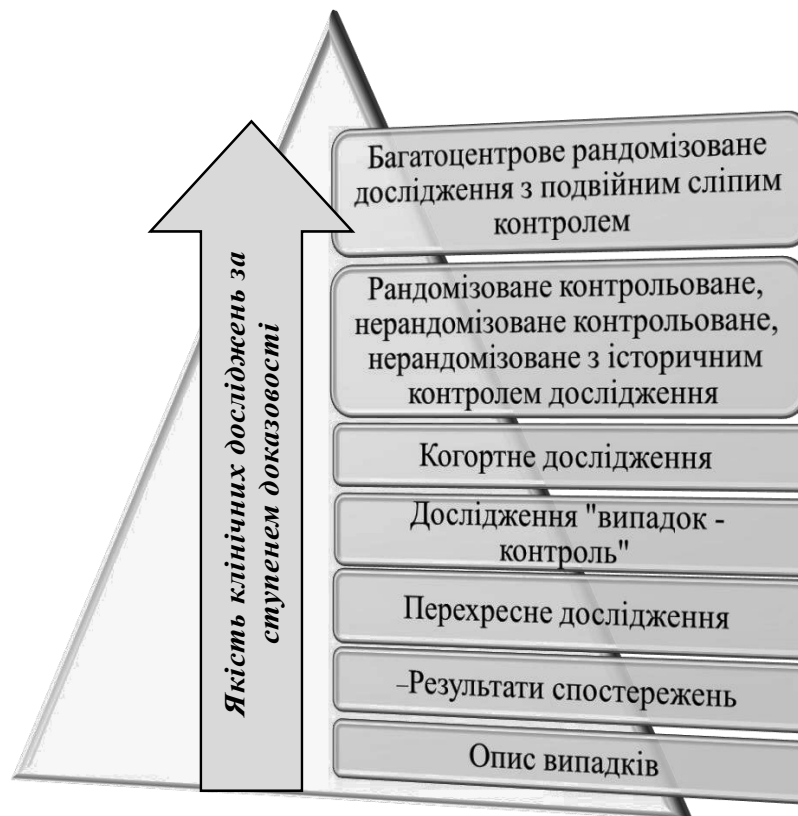 Якість клінічних досліджень за
ступенем доказовості
Багатоцентрове рандомізоване
дослідження з подвійним сліпим
контролем
Рандомізоване контрольоване,
нерандомізоване контрольоване,
нерандомізоване з історичним
контролем дослідження
Когортне дослідження
Дослідження "випадок -
контроль"
Перехресне дослідження
–Результати спостережень
Опис випадків